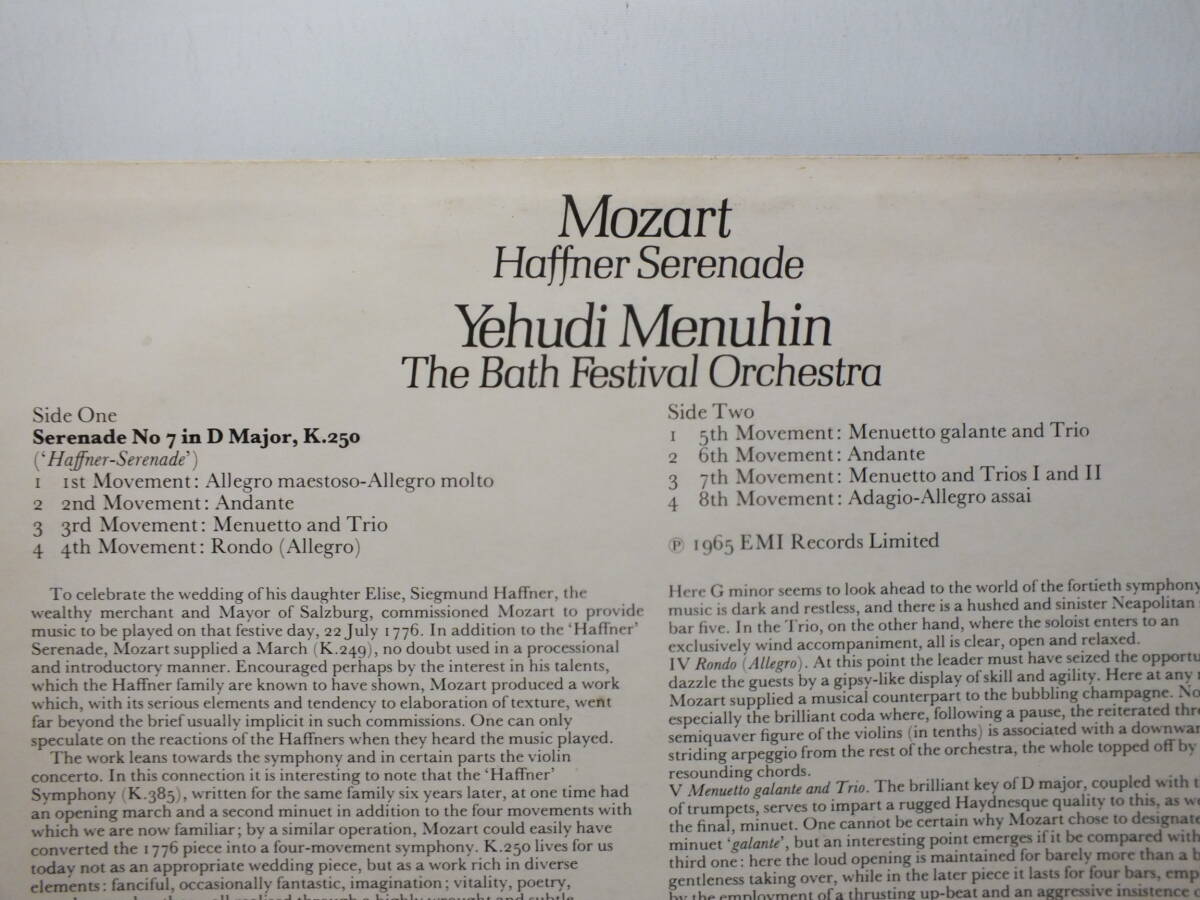 Mozart
Haffner Serenade
Yehudi Menuhin
The Bath Festival Orchestra
Side One
Serenade No 7 in D Major, K.250
('Haffner-Serenade')
1 1st Movement: Allegro maestoso-Allegro molto
2 2nd Movement: Andante
3 3rd Movement: Menuetto and Trio
4 4th Movement: Rondo (Allegro)
To celebrate the wedding of his daughter Elise, Siegmund Haffner, the
wealthy merchant and Mayor of Salzburg, commissioned Mozart to provide
music to be played on that festive day, 22 July 1776. In addition to the 'Haffner'
Serenade, Mozart supplied a March (K.249), no doubt used in a processional
and introductory manner. Encouraged perhaps by the interest in his talents,
which the Haffner family are known to have shown, Mozart produced a work
which, with its serious elements and tendency to elaboration of texture, went
far beyond the brief usually implicit in such commissions. One can only
speculate on the reactions of the Haffners when they heard the music played.
The work leans towards the symphony and in certain parts the violin
concerto. In this connection it is interesting to note that the 'Haffner'
Symphony (K.385), written for the same family six years later, at one time had
an opening march and a second minuet in addition to the four movements with
which we are now familiar; by a similar operation, Mozart could easily have
converted the 1776 piece into a four-movement symphony. K.250 lives for us
today not as an appropriate wedding piece, but as a work rich in diverse
elements: fanciful, occasionally fantastic, imagination; vitality, poetry,
Side Two
1 5th Movement: Menuetto galante and Trio
2 6th Movement: Andante
3 7th Movement: Menuetto and Trios I and II
4 8th Movement: Adagio-Allegro assai
℗ 1965 EMI Records Limited
Here G minor seems to look ahead to the world of the fortieth symphony
music is dark and restless, and there is a hushed and sinister Neapolitan
bar five. In the Trio, on the other hand, where the soloist enters to an
exclusively wind accompaniment, all is clear, open and relaxed.
IV Rondo (Allegro). At this point the leader must have seized the
dazzle the guests by a gipsy-like display of skill and agility. Here at any
Mozart supplied a musical counterpart to the bubbling champagne.
especially the brilliant coda where, following a pause, the reiterated
semiquaver figure of the violins (in tenths) is associated with a
striding arpeggio from the rest of the orchestra, the whole topped off by
resounding chords.
V Menuetto galante and Trio. The brilliant key of D major, coupled with
of trumpets, serves to impart a rugged Haydnesque quality to this, as
the final, minuet. One cannot be certain why Mozart chose to designate
minuet 'galante', but an interesting point emerges if it be compared with
third one: here the loud opening is maintained for barely more than a
gentleness taking over, while in the later piece it lasts for four bars,
by the employment of a thrusting up-beat and an aggressive insistence